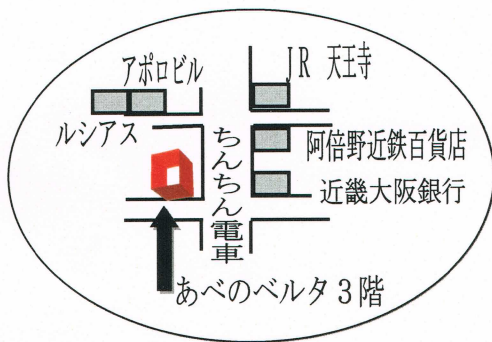 アポロビル
JR 天王寺
ルシアス
ちんちん電車
阿倍野近鉄百貨店
近畿大阪銀行
あべのベルタ3階